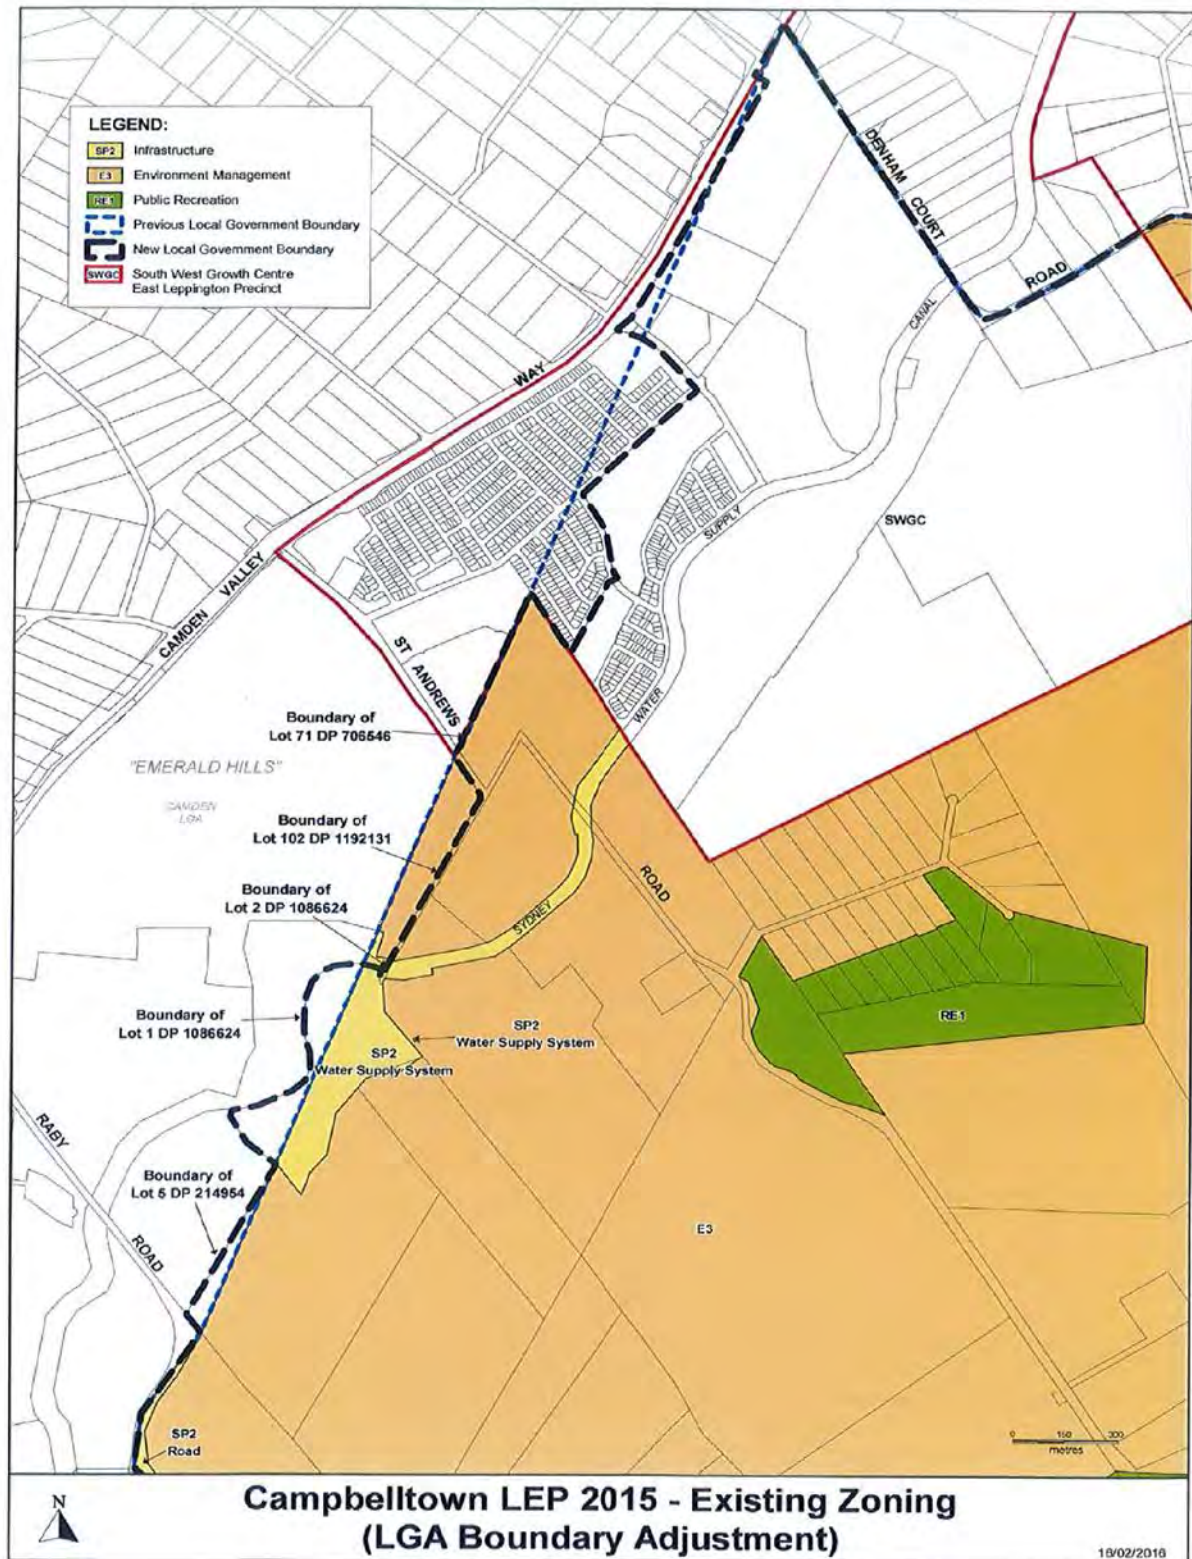 LEGEND:
SP2 Infrastructure
E3 Environment Management
RE1 Public Recreation
Previous Local Government Boundary
New Local Government Boundary
SWGC South West Growth Centre
East Leppington Precinct
DENHAM
COURT
ROAD
CANAL
WAY
SUPPLY
SWGC
CAMDEN
VALLEY
ST ANDREWS
WATER
Boundary of
Lot 71 DP 706546
"EMERALD HILLS"
CAMDEN
LGA
Boundary of
Lot 102 DP 1192131
ROAD
Boundary of
Lot 2 DP 1086624
SYDNEY
Boundary of
Lot 1 DP 1086624
SP2
Water Supply System
SP2
Water Supply System
RE1
RABY
ROAD
Boundary of
Lot 5 DP 214954
E3
SP2
Road
0 150 300
metres
N
Campbelltown LEP 2015 - Existing Zoning
(LGA Boundary Adjustment)
16/02/2016